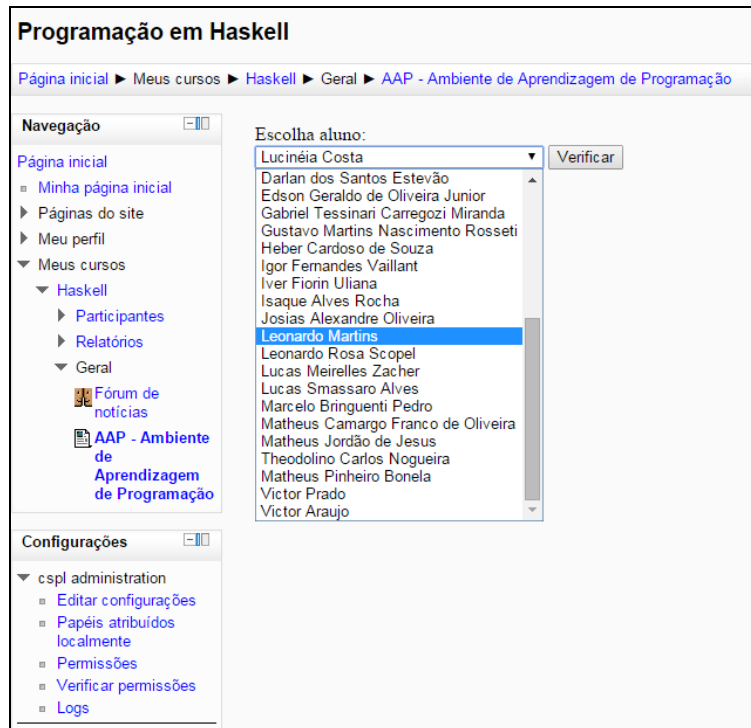 Programação em Haskell
Página inicial ► Meus cursos ► Haskell ► Geral ► AAP - Ambiente de Aprendizagem de Programação
Navegação
Página inicial
Minha página inicial
Páginas do site
Meu perfil
Meus cursos
Haskell
Participantes
Relatórios
Geral
Fórum de
notícias
AAP - Ambiente
de
Aprendizagem
de Programação
Configurações
cspl administration
Editar configurações
Papéis atribuídos
localmente
Permissões
Verificar permissões
Logs
Escolha aluno:
Lucinéia Costa
Verificar
Darlan dos Santos Estevão
Edson Geraldo de Oliveira Junior
Gabriel Tessinari Carregozi Miranda
Gustavo Martins Nascimento Rosseti
Heber Cardoso de Souza
Igor Fernandes Vaillant
Iver Fiorin Uliana
Isaque Alves Rocha
Josias Alexandre Oliveira
Leonardo Martins
Leonardo Rosa Scopel
Lucas Meirelles Zacher
Lucas Smassaro Alves
Marcelo Bringuenti Pedro
Matheus Camargo Franco de Oliveira
Matheus Jordão de Jesus
Theodolino Carlos Nogueira
Matheus Pinheiro Bonela
Victor Prado
Victor Araujo